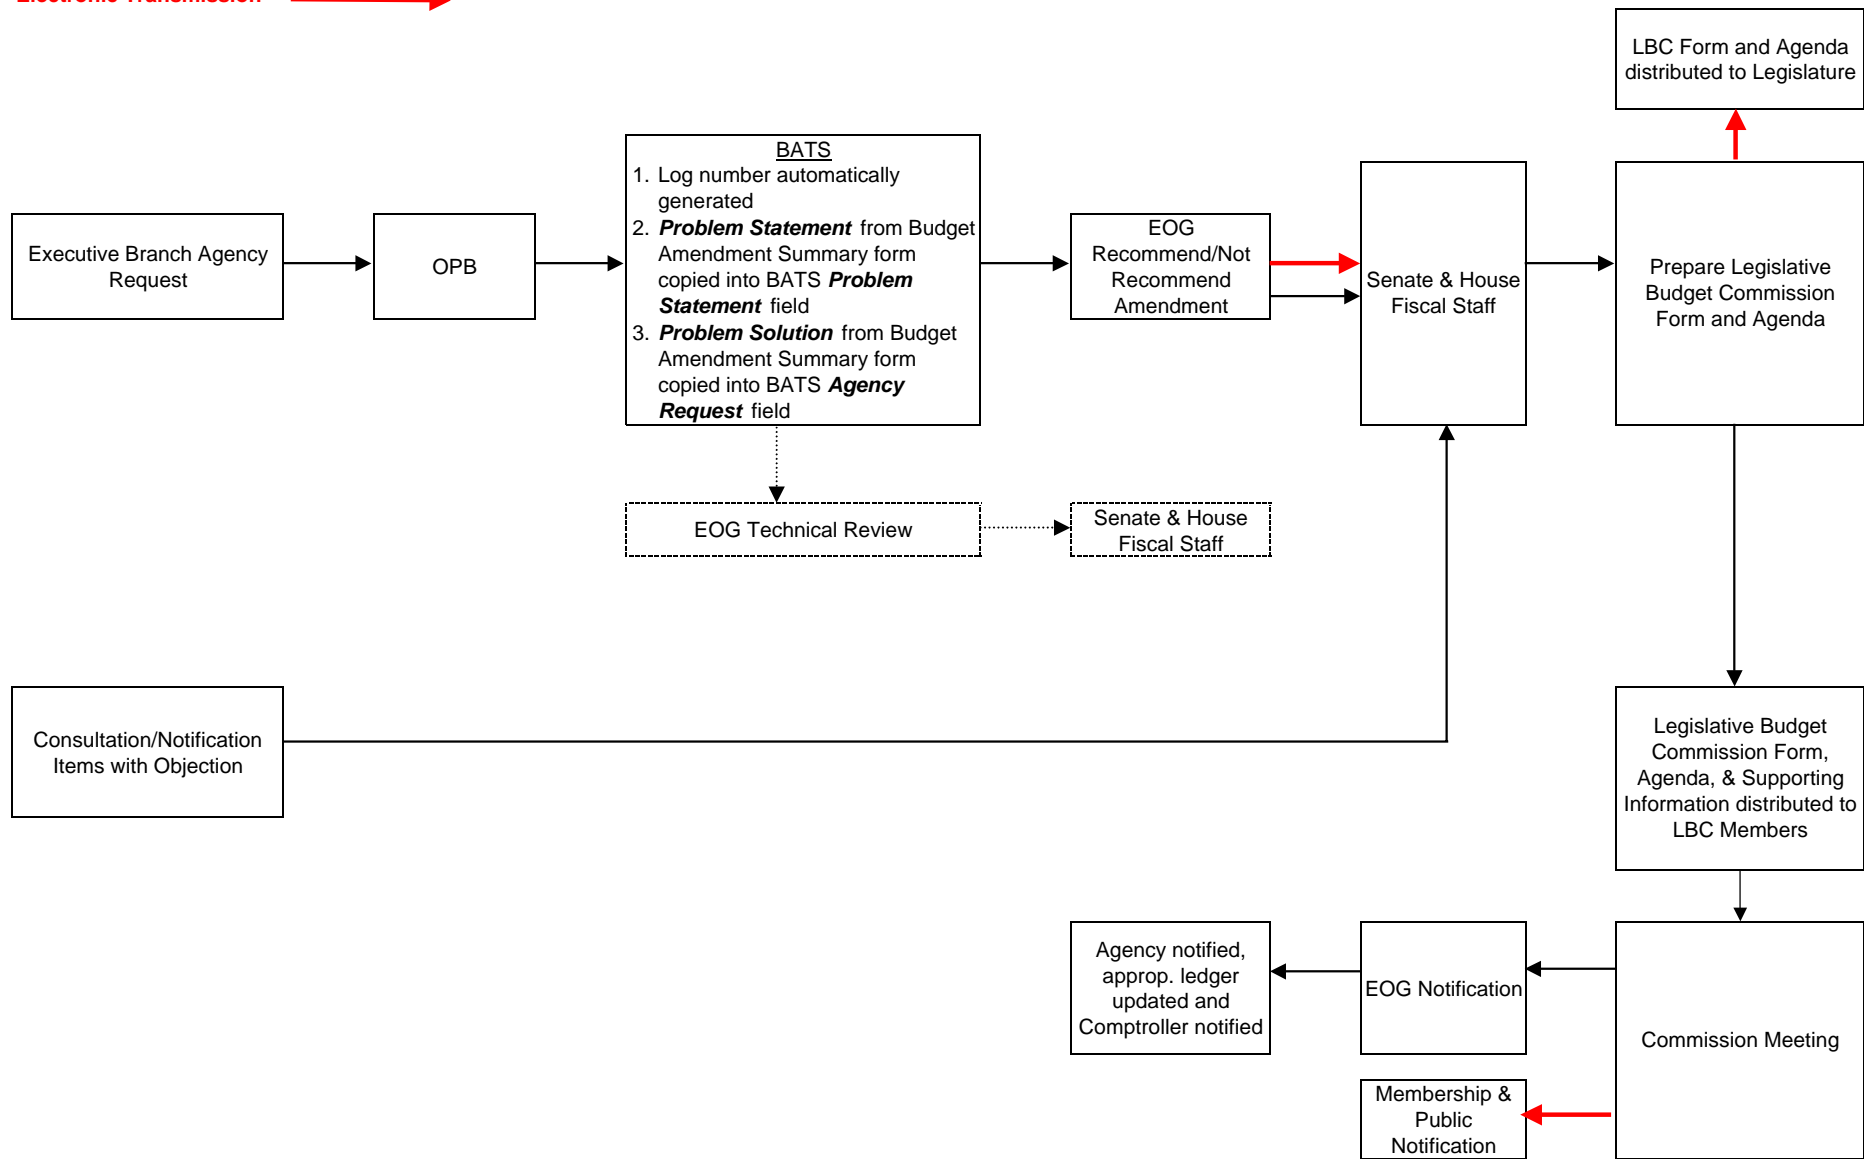 Electronic Transmission
LBC Form and Agenda
distributed to Legislature
BATS
1. Log number automatically
generated
2. Problem Statement from Budget
Amendment Summary form
copied into BATS Problem
Statement field
3. Problem Solution from Budget
Amendment Summary form
copied into BATS Agency
Request field
Executive Branch Agency
Request
OPB
EOG
Recommend/Not
Recommend
Amendment
Senate & House
Fiscal Staff
Prepare Legislative
Budget Commission
Form and Agenda
EOG Technical Review
Senate & House
Fiscal Staff
Consultation/Notification
Items with Objection
Legislative Budget
Commission Form,
Agenda, & Supporting
Information distributed to
LBC Members
Agency notified,
approp. ledger
updated and
Comptroller notified
EOG Notification
Commission Meeting
Membership &
Public
Notification